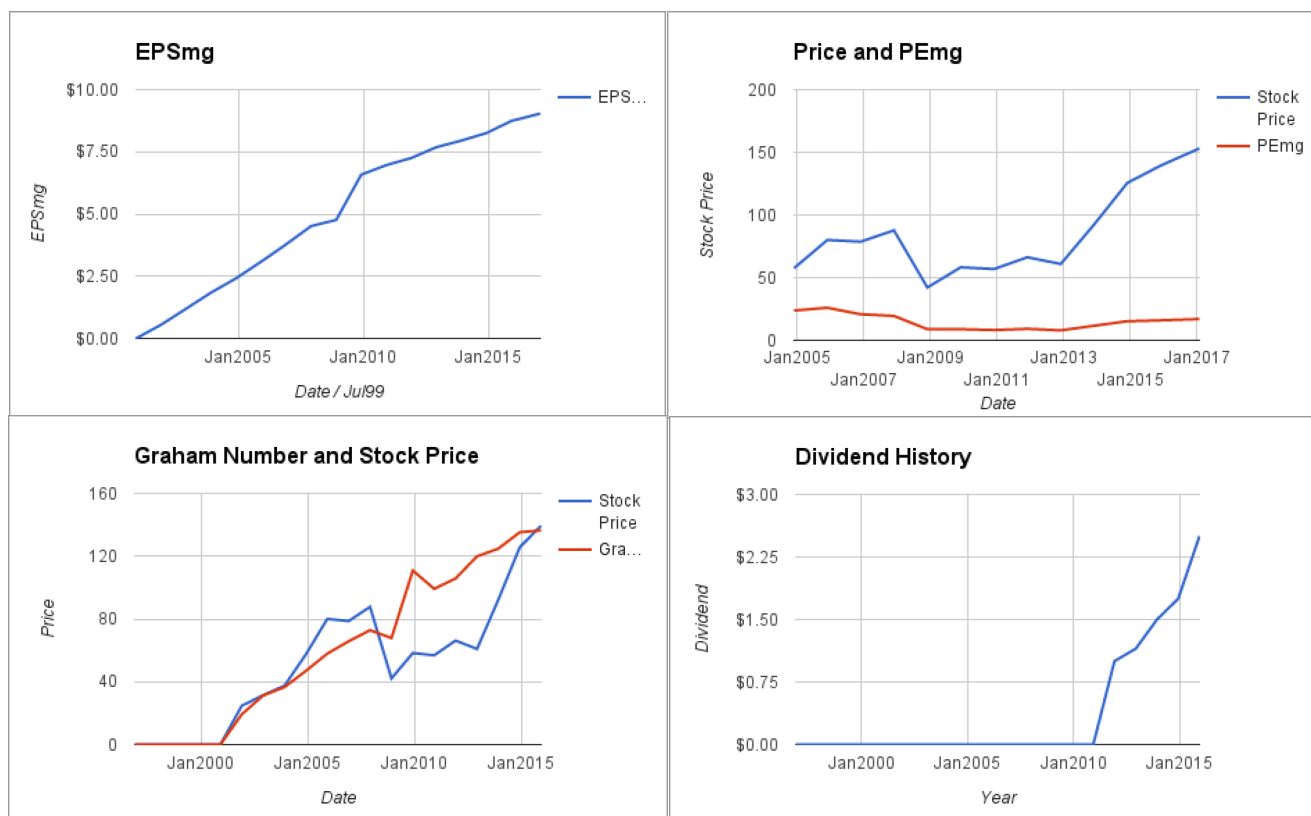 EPSmg
$10.00
$7.50
$5.00
$2.50
$0.00
EPSmg
Jan2005
Jan2010
Jan2015
Date / Jul99
EPS…
Price and PEmg
200
150
100
50
0
Stock Price
Jan2005
Jan2009
Jan2013
Jan2017
Jan2007
Jan2011
Jan2015
Date
Stock
Price
PEmg
Graham Number and Stock Price
160
120
80
40
0
Price
Jan2000
Jan2005
Jan2010
Jan2015
Date
Stock
Price
Gra…
Dividend History
$3.00
$2.25
$1.50
$0.75
$0.00
Dividend
Jan2000
Jan2005
Jan2010
Jan2015
Year